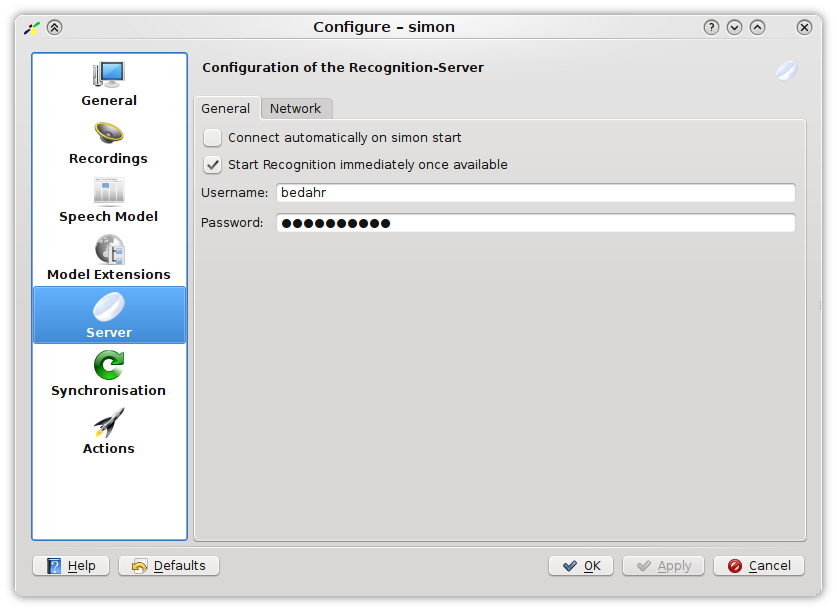 Configure – simon
General
Recordings
Speech Model
Model Extensions
Server
Synchronisation
Actions
Configuration of the Recognition-Server
General Network
Connect automatically on simon start
Start Recognition immediately once available
Username: bedahr
Password: ●●●●●●●●●●
Help Defaults OK Apply Cancel